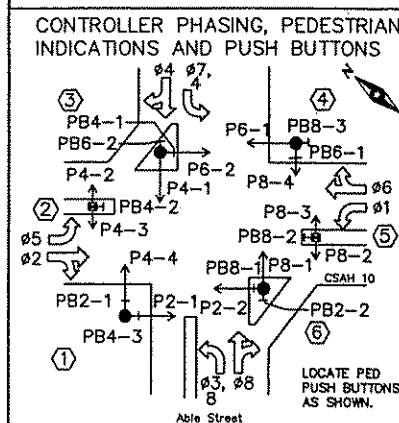 CONTROLLER PHASING, PEDESTRIAN
INDICATIONS AND PUSH BUTTONS
ø4
ø7,
4
3
4
PB4-1
PB6-2
P6-1
PB8-3
PB6-1
P6-2
P4-2
P4-1
P8-4
ø6
2
PB4-2
P8-3
ø1
P4-3
PB8-2
5
ø5
ø2
P4-4
PB8-1
P8-1
P8-2
CSAH 10
PB2-1
P2-1
P2-2
PB2-2
PB4-3
6
1
ø3,
8
ø8
LOCATE PED
PUSH BUTTONS
AS SHOWN.
Able Street